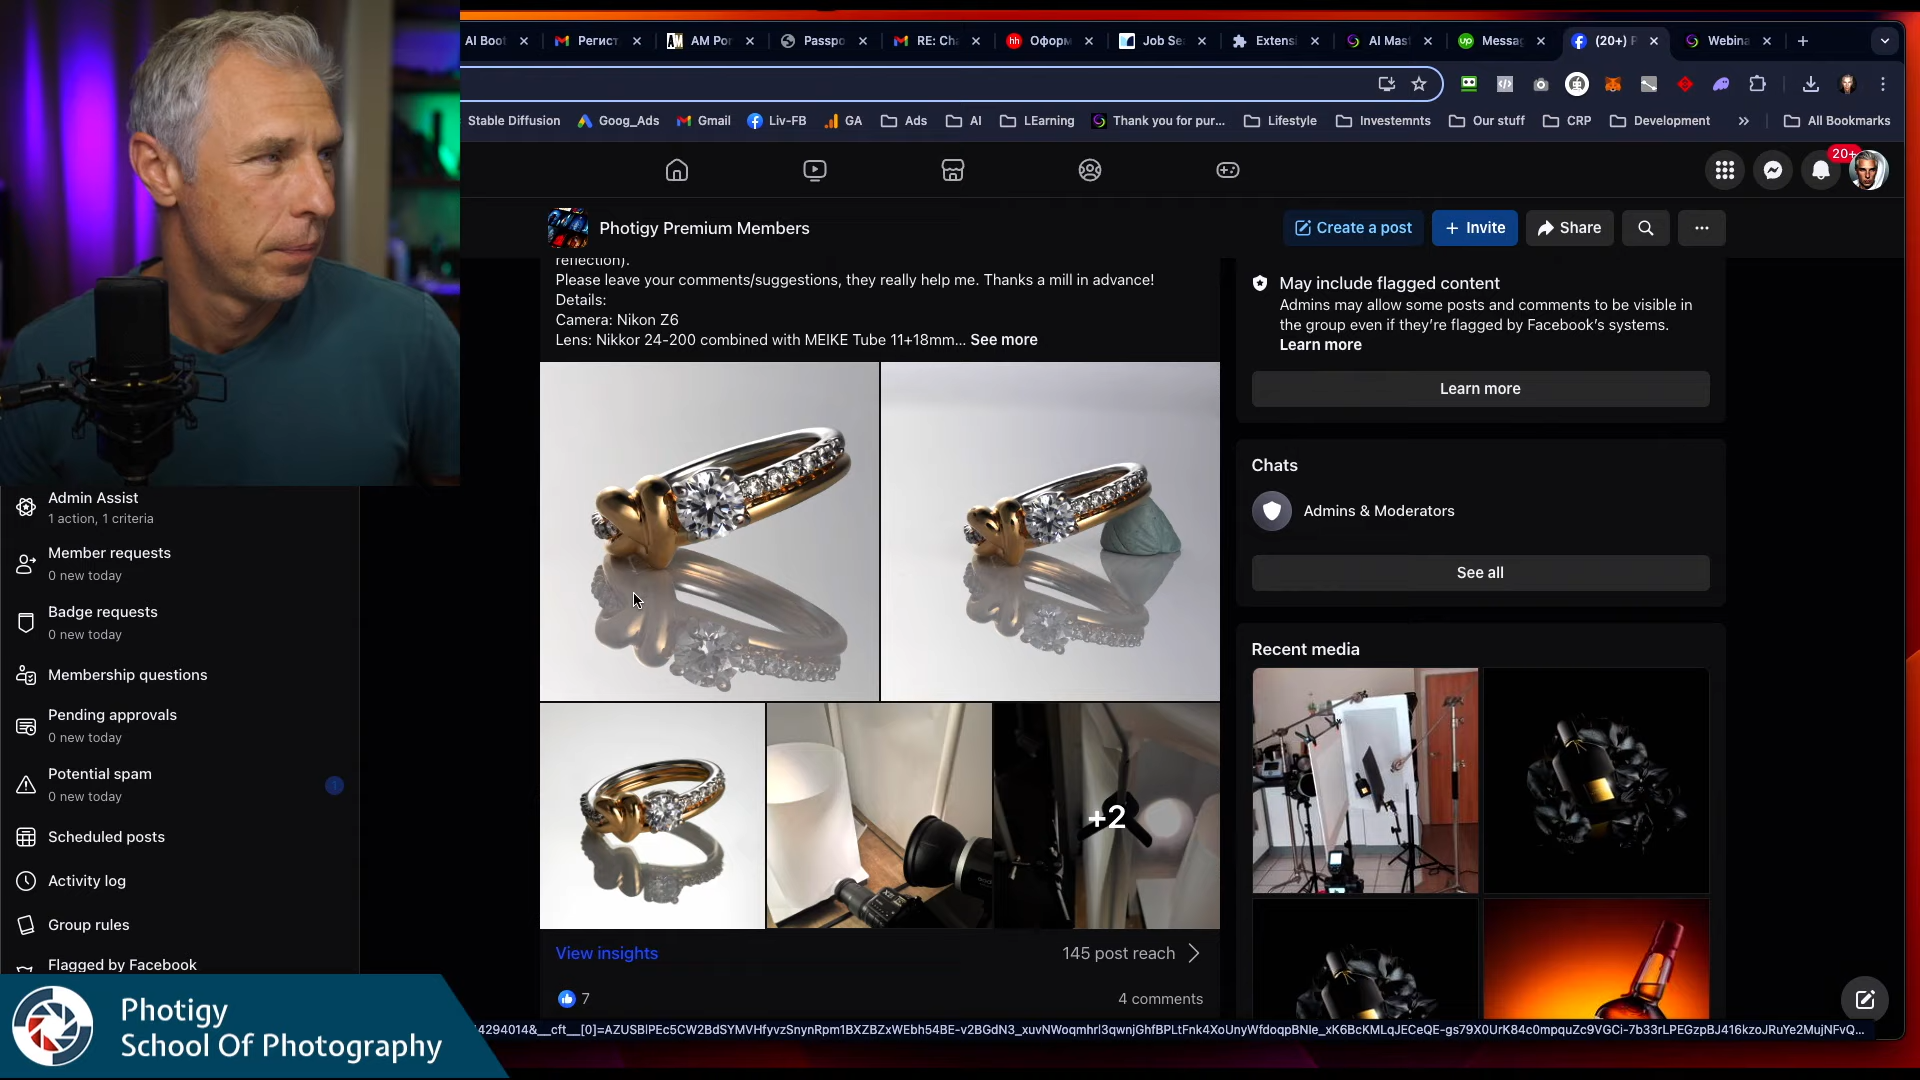 AI Boot
Регист
AM Por
Passpo
RE: Ch
Оформ
Job Se
Extensi
AI Mas
Messa
(20+) F
Webina
Stable Diffusion
Goog_Ads
Gmail
Liv-FB
GA
Ads
AI
LEarning
Thank you for pur...
Lifestyle
Investemnts
Our stuff
CRP
Development
All Bookmarks
20+
Photigy Premium Members
Create a post
+ Invite
Share
reflection).
Please leave your comments/suggestions, they really help me. Thanks a mill in advance!
Details:
Camera: Nikon Z6
Lens: Nikkor 24-200 combined with MEIKE Tube 11+18mm... See more
+2
View insights
145 post reach
7
4 comments
May include flagged content
Admins may allow some posts and comments to be visible in
the group even if they're flagged by Facebook's systems.
Learn more
Learn more
Chats
Admins & Moderators
See all
Recent media
Admin Assist
1 action, 1 criteria
Member requests
0 new today
Badge requests
0 new today
Membership questions
Pending approvals
0 new today
Potential spam
0 new today
1
Scheduled posts
Activity log
Group rules
Flagged by Facebook
Photigy
School Of Photography